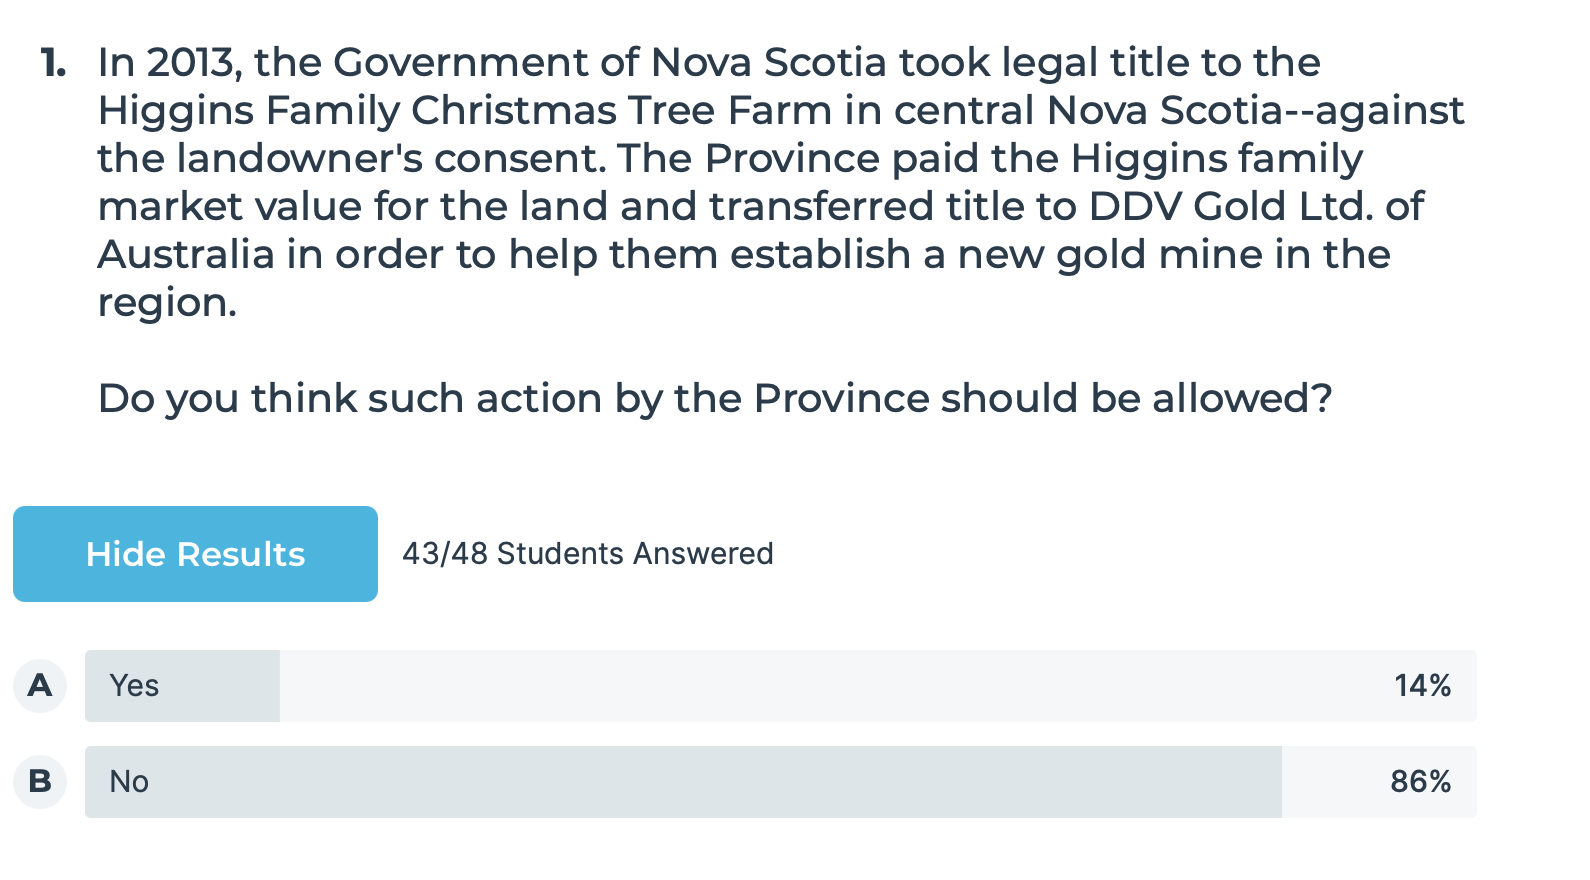 1. In 2013, the Government of Nova Scotia took legal title to the
Higgins Family Christmas Tree Farm in central Nova Scotia--against
the landowner's consent. The Province paid the Higgins family
market value for the land and transferred title to DDV Gold Ltd. of
Australia in order to help them establish a new gold mine in the
region.
Do you think such action by the Province should be allowed?
Hide Results 43/48 Students Answered
A Yes 14%
B No 86%